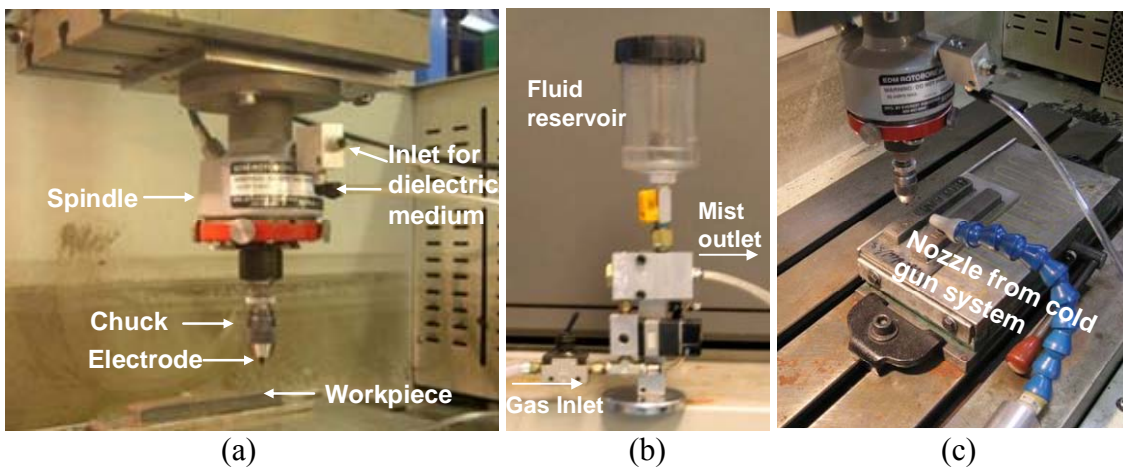 Spindle
Inlet for
dielectric
medium
Chuck
Electrode
Workpiece
(a)
Fluid
reservoir
Mist
outlet
Gas Inlet
(b)
EDM ROTOBORE
Nozzle from cold
gun system
(c)